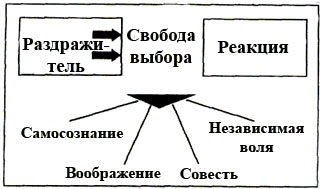 Раздражи-
тель
Свобода
выбора
Реакция
Самосознание
Воображение
Совесть
Независимая
воля